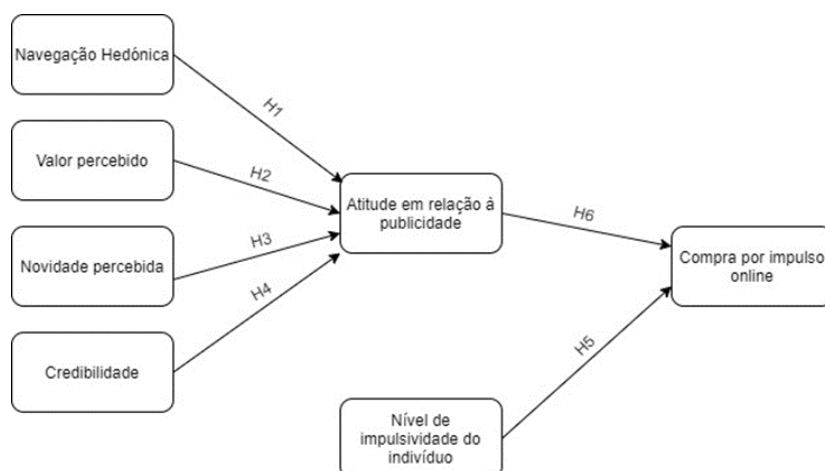 Navegação Hedónica
H1
Valor percebido
H2
Atitude em relação à
publicidade
H6
Novidade percebida
H3
Compra por impulso
online
H4
Credibilidade
H5
Nível de
impulsividade do
indivíduo